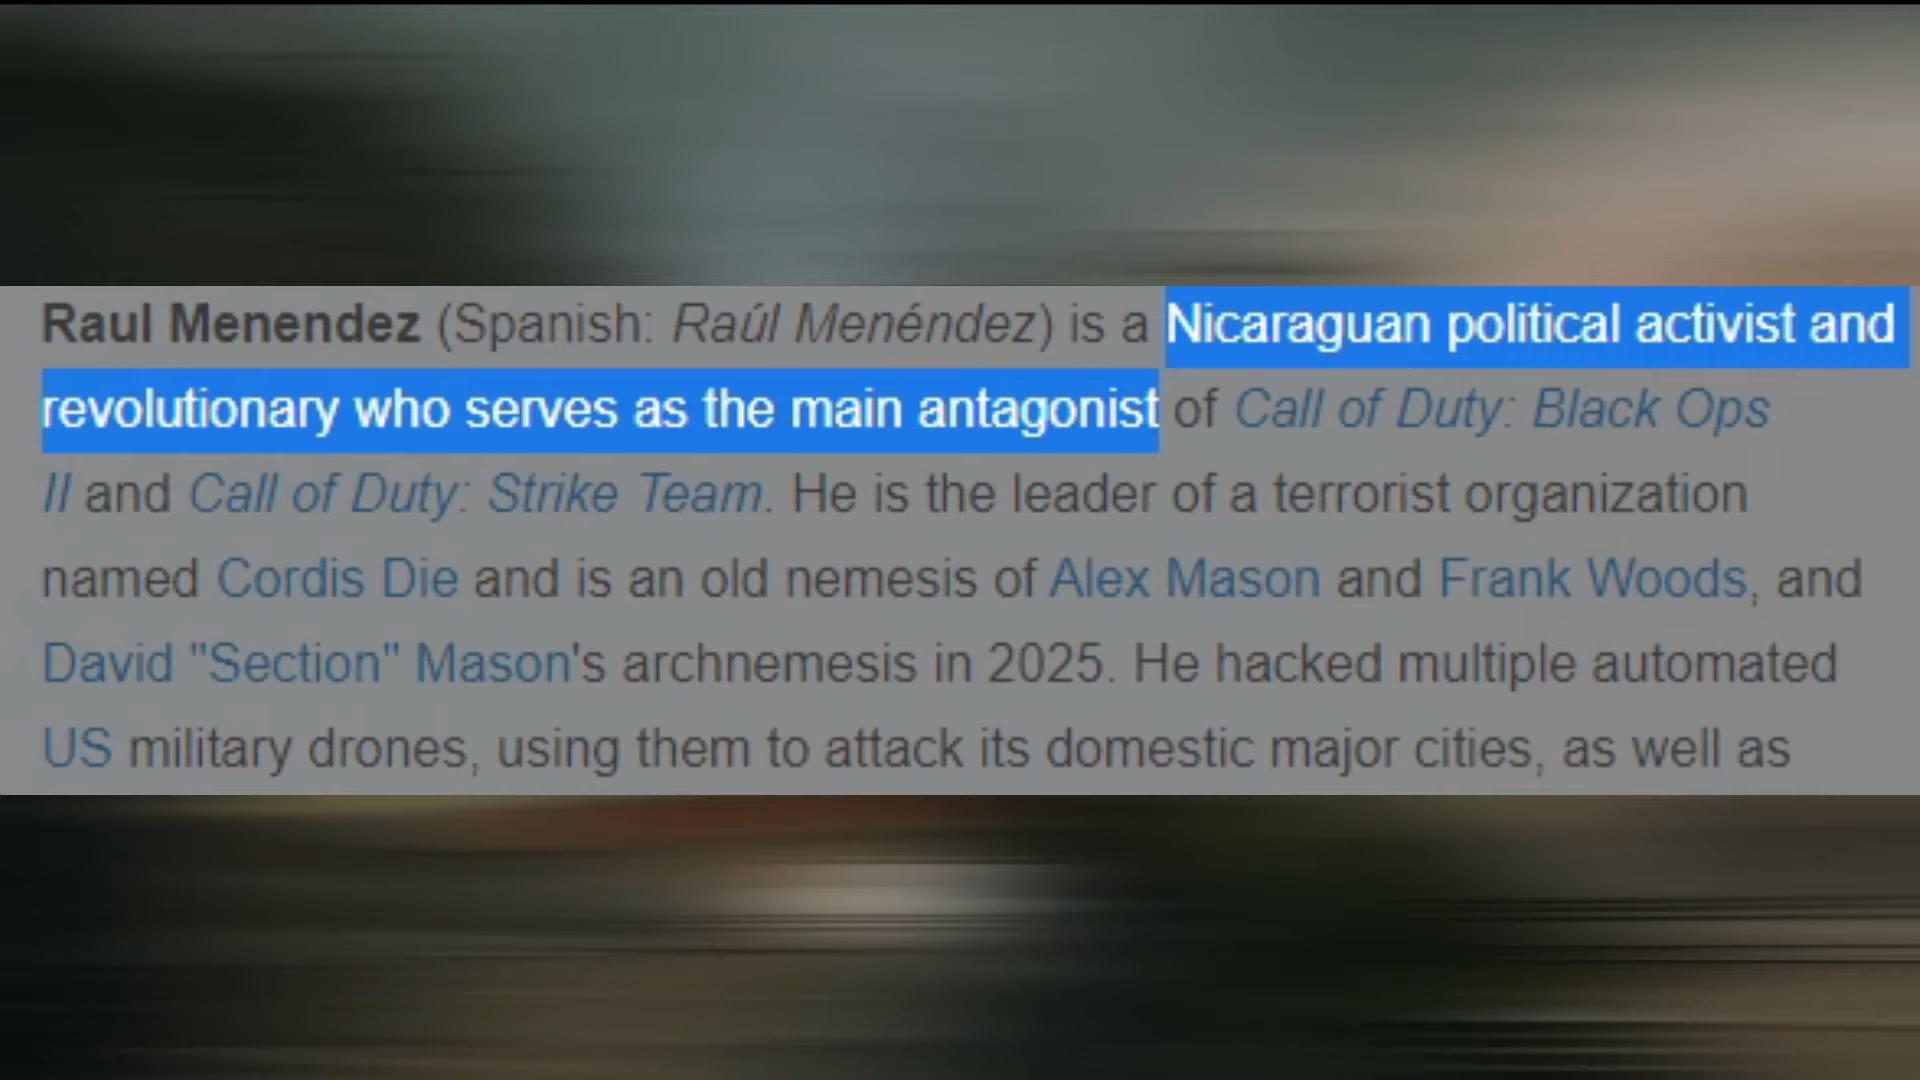 Raul Menendez (Spanish: Raúl Menéndez) is a Nicaraguan political activist and
revolutionary who serves as the main antagonist of Call of Duty: Black Ops
II and Call of Duty: Strike Team. He is the leader of a terrorist organization
named Cordis Die and is an old nemesis of Alex Mason and Frank Woods, and
David "Section" Mason's archnemesis in 2025. He hacked multiple automated
US military drones, using them to attack its domestic major cities, as well as